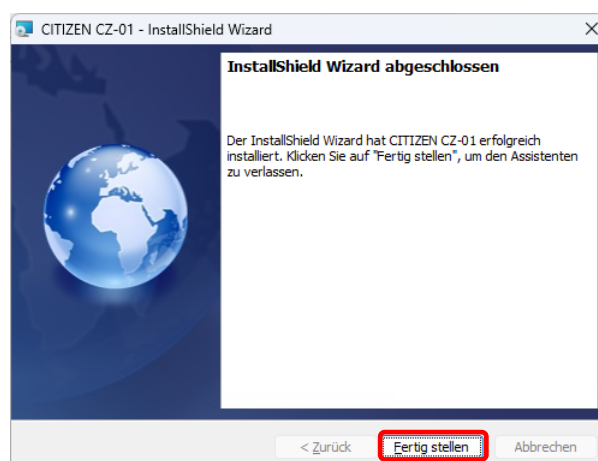 CITIZEN CZ-01 - InstallShield Wizard
InstallShield Wizard abgeschlossen
Der InstallShield Wizard hat CITIZEN CZ-01 erfolgreich
installiert. Klicken Sie auf "Fertig stellen", um den Assistenten
zu verlassen.
< Zurück Fertig stellen Abbrechen